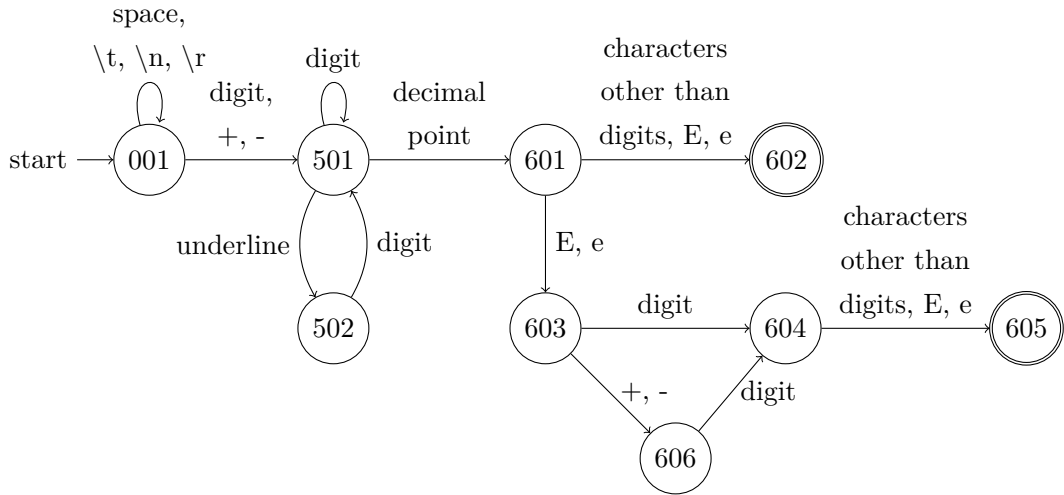 space,
\t, \n, \r
digit,
+, -
digit
decimal
point
characters
other than
digits, E, e
start
001
501
601
602
underline
digit
E, e
characters
other than
digits, E, e
502
603
digit
604
605
+, -
digit
606